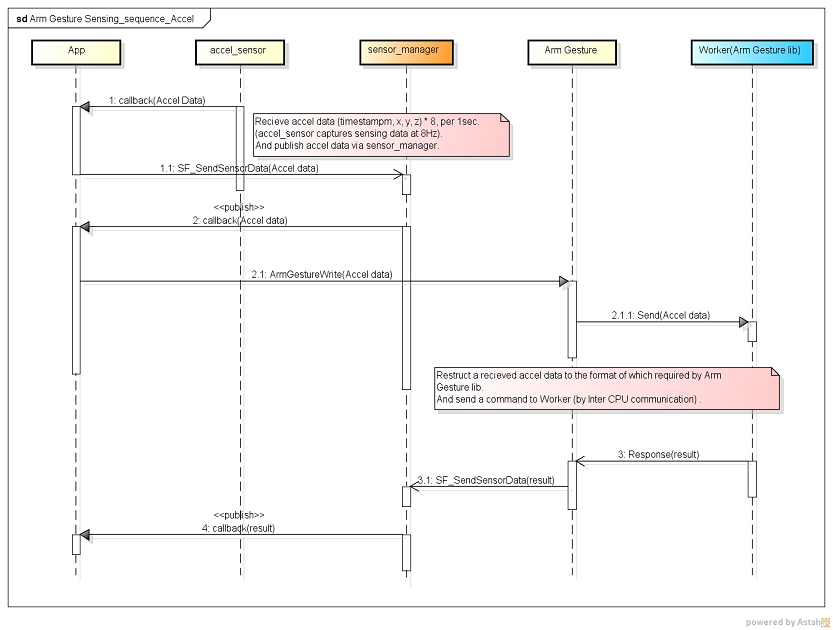 sd Arm Gesture Sensing_sequence_Accel
App
accel_sensor
sensor_manager
Arm Gesture
Worker(Arm Gesture lib)
1: callback(Accel Data)
Recieve accel data (timestampm, x, y, z) * 8, per 1sec.
(accel_sensor captures sensing data at 8Hz).
And publish accel data via sensor_manager.
1.1: SF_SendSensorData(Accel data)
<<publish>>
2: callback(Accel data)
2.1: ArmGestureWrite(Accel data)
2.1.1: Send(Accel data)
Restruct a recieved accel data to the format of which required by Arm
Gesture lib.
And send a command to Worker (by Inter CPU communication) .
3: Response(result)
3.1: SF_SendSensorData(result)
<<publish>>
4: callback(result)
powered by Astah